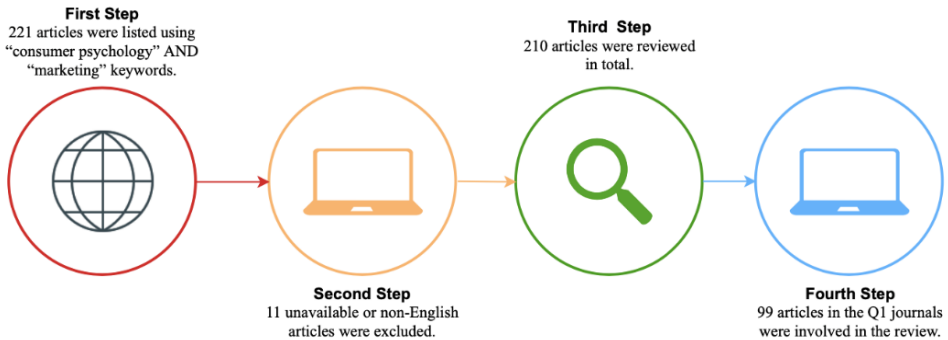 First Step
221 articles were listed using
“consumer psychology” AND
“marketing” keywords.
Second Step
11 unavailable or non-English
articles were excluded.
Third Step
210 articles were reviewed
in total.
Fourth Step
99 articles in the Q1 journals
were involved in the review.